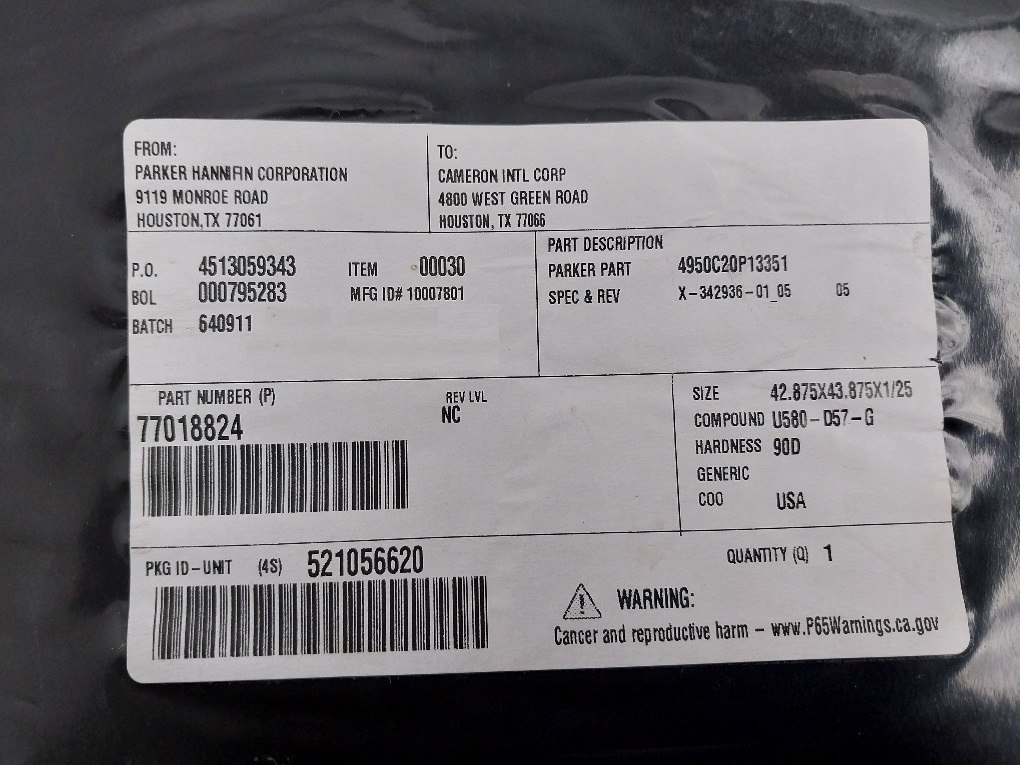 FROM:
PARKER HANNIFIN CORPORATION
9119 MONROE ROAD
HOUSTON,TX 77061
TO:
CAMERON INTL CORP
4800 WEST GREEN ROAD
HOUSTON, TX 77066
P.O. 4513059343 ITEM 00030
BOL 000795283 MFG ID# 10007801
BATCH 640911
PART DESCRIPTION
PARKER PART 4950C20P13351
SPEC & REV X-342936-01_05 05
PART NUMBER (P) REV LVL
77018824 NC
SIZE 42.875X43.875X1/25
COMPOUND U580-D57-G
HARDNESS 90D
GENERIC
COO USA
PKG ID-UNIT (4S) 521056620
QUANTITY (Q) 1
WARNING:
Cancer and reproductive harm - www.P65Warnings.ca.gov